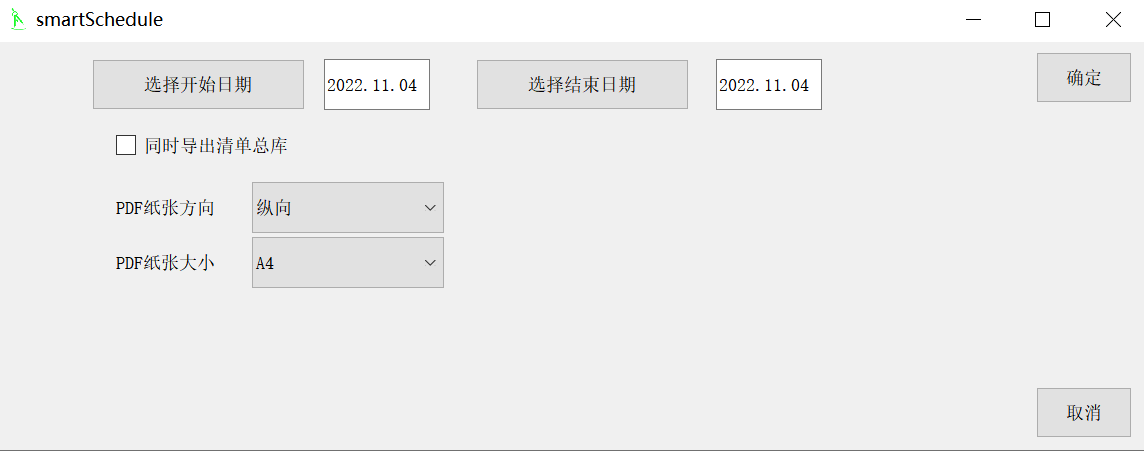 smartSchedule
选择开始日期 2022.11.04 选择结束日期 2022.11.04 确定
同时导出清单总库
PDF纸张方向 纵向
PDF纸张大小 A4
取消